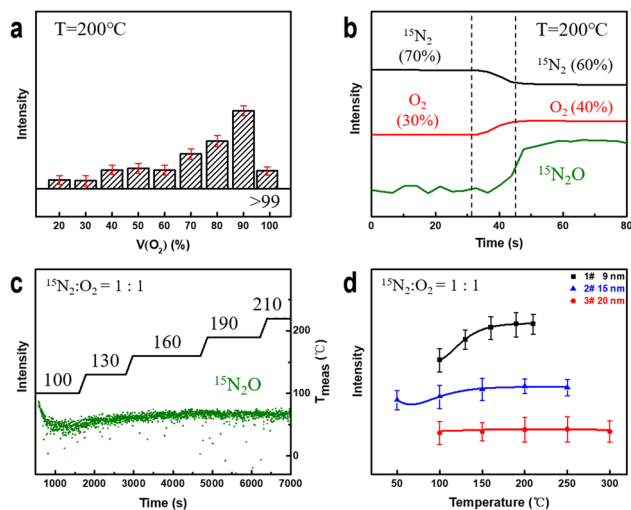 a
T=200℃
Intensity
>99
20 30 40 50 60 70 80 90 100
V(O₂) (%)
b
T=200℃
¹⁵N₂
(70%)
¹⁵N₂ (60%)
O₂
(30%)
O₂ (40%)
¹⁵N₂O
Intensity
0 20 40 60 80
Time (s)
c
¹⁵N₂:O₂ = 1 : 1
100
130
160
190
210
¹⁵N₂O
Intensity
200
100
0
T_meas (℃)
1000 2000 3000 4000 5000 6000 7000
Time (s)
d
¹⁵N₂:O₂ = 1 : 1
1# 9 nm
2# 15 nm
3# 20 nm
Intensity
50 100 150 200 250 300
Temperature (℃)